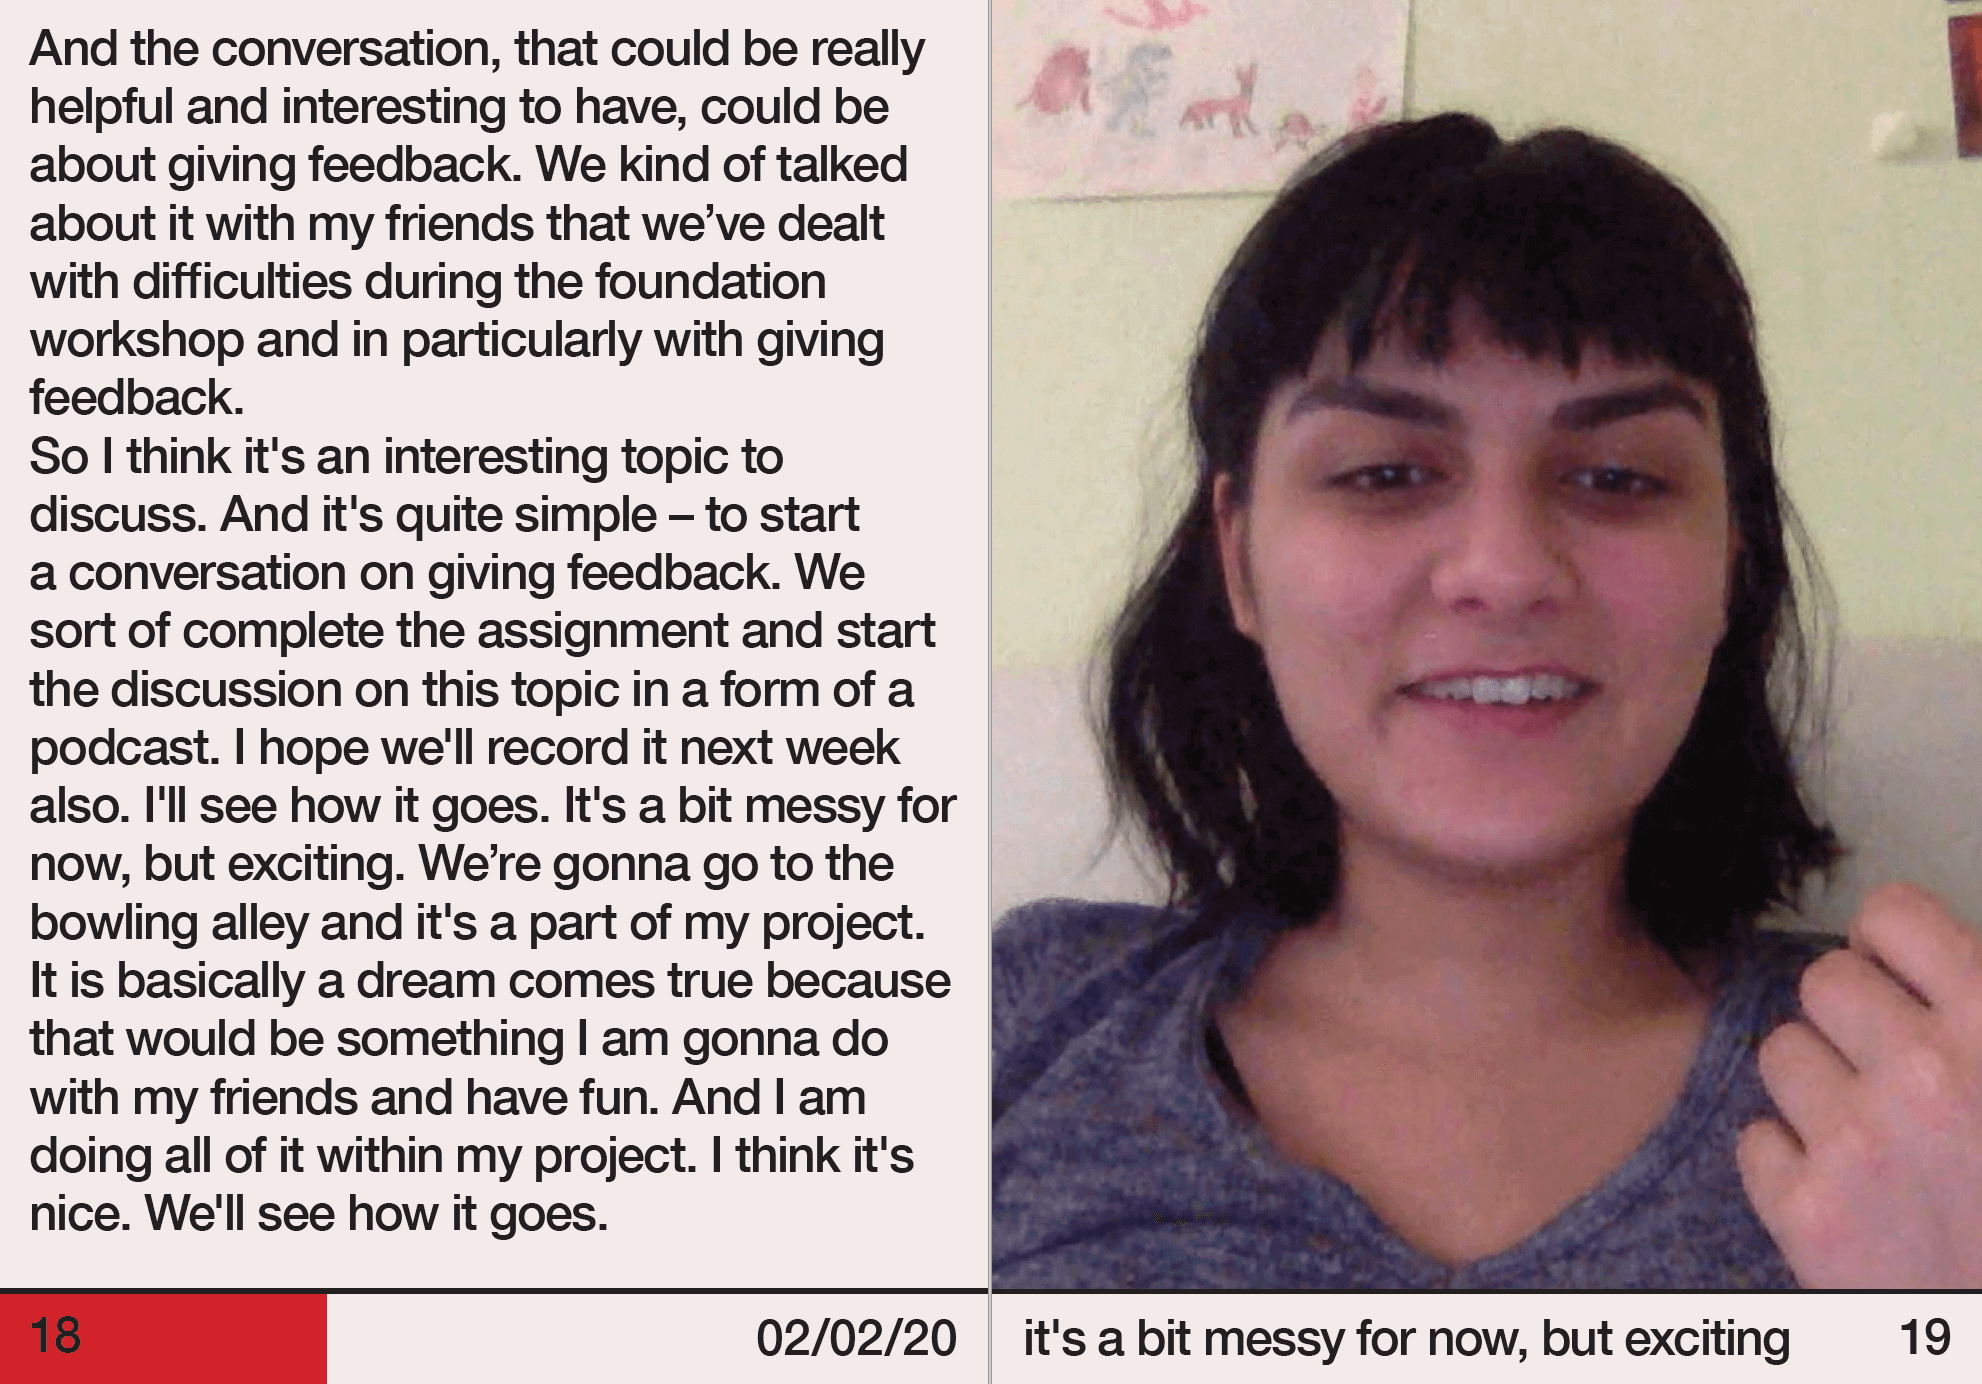 And the conversation, that could be really
helpful and interesting to have, could be
about giving feedback. We kind of talked
about it with my friends that we’ve dealt
with difficulties during the foundation
workshop and in particularly with giving
feedback.
So I think it's an interesting topic to
discuss. And it's quite simple – to start
a conversation on giving feedback. We
sort of complete the assignment and start
the discussion on this topic in a form of a
podcast. I hope we'll record it next week
also. I'll see how it goes. It's a bit messy for
now, but exciting. We’re gonna go to the
bowling alley and it's a part of my project.
It is basically a dream comes true because
that would be something I am gonna do
with my friends and have fun. And I am
doing all of it within my project. I think it's
nice. We'll see how it goes.
18
02/02/20
it's a bit messy for now, but exciting
19